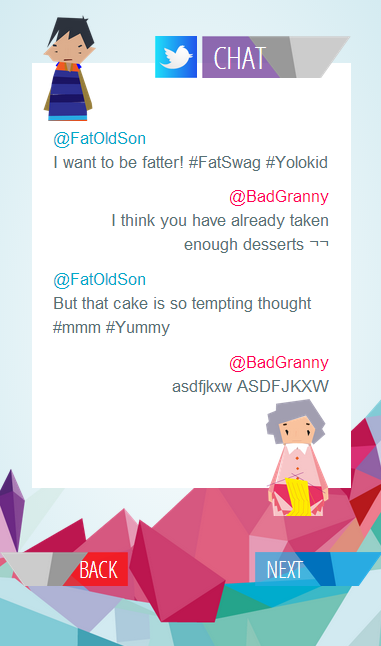 CHAT
@FatOldSon
I want to be fatter! #FatSwag #Yolokid
@BadGranny
I think you have already taken
enough desserts ㄱㄱ
@FatOldSon
But that cake is so tempting thought
#mmm #Yummy
@BadGranny
asdfjkxw ASDFJKXW
BACK
NEXT